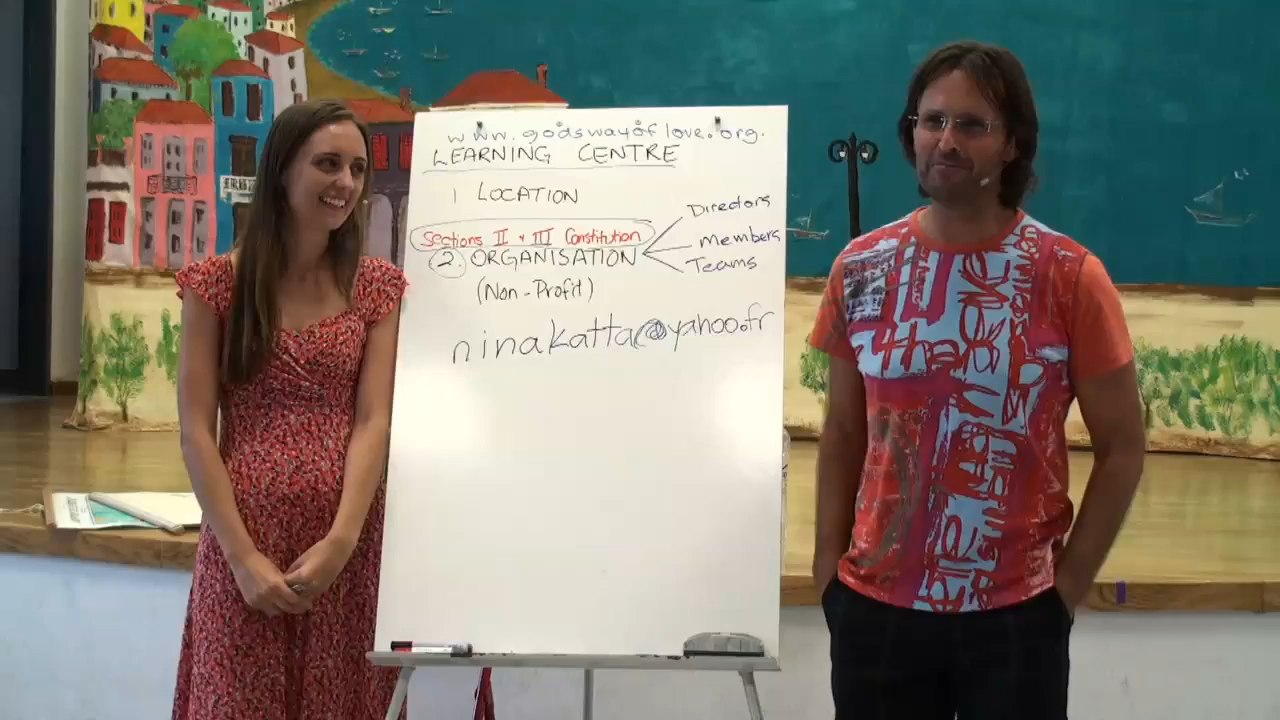 www.godswayoflove.org.
LEARNING CENTRE
1 LOCATION
Directors
Sections II + III Constitution
Members
2. ORGANISATION
Teams
(Non-Profit)
ninakatta@yahoo.fr